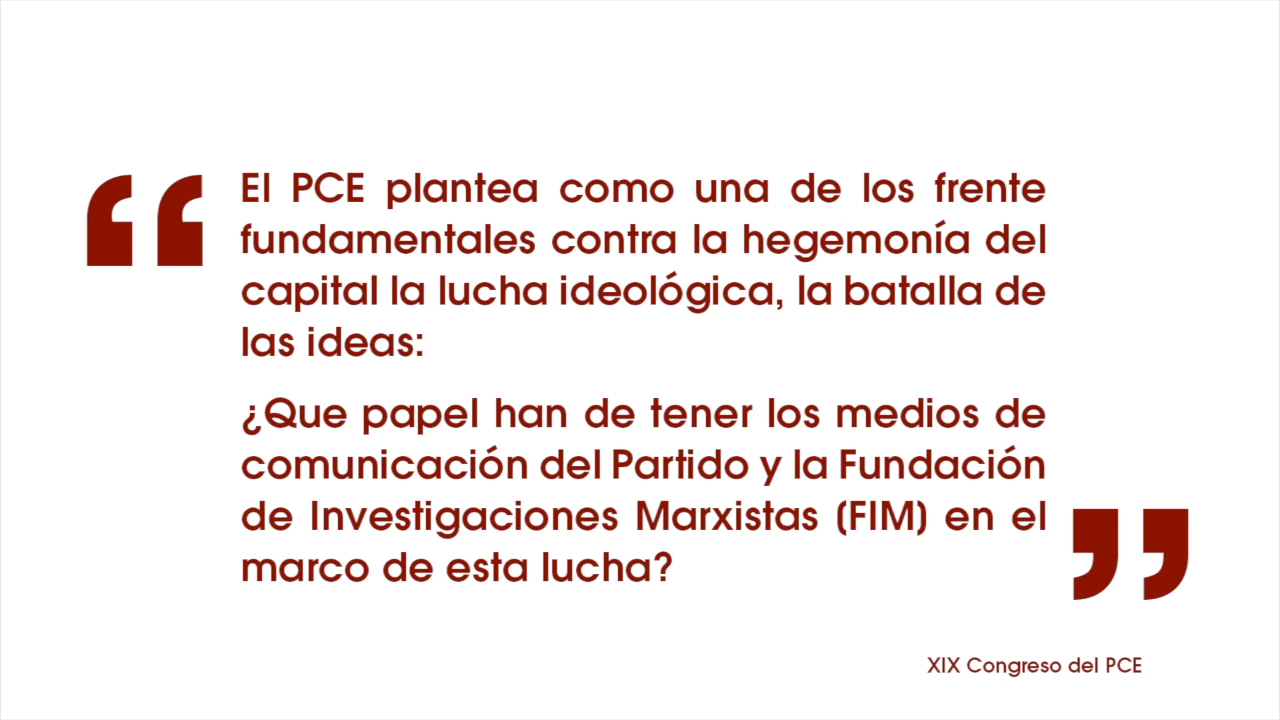 “
El PCE plantea como una de los frente
fundamentales contra la hegemonía del
capital la lucha ideológica, la batalla de
las ideas:
¿Que papel han de tener los medios de
comunicación del Partido y la Fundación
de Investigaciones Marxistas (FIM) en el
marco de esta lucha?
”
XIX Congreso del PCE